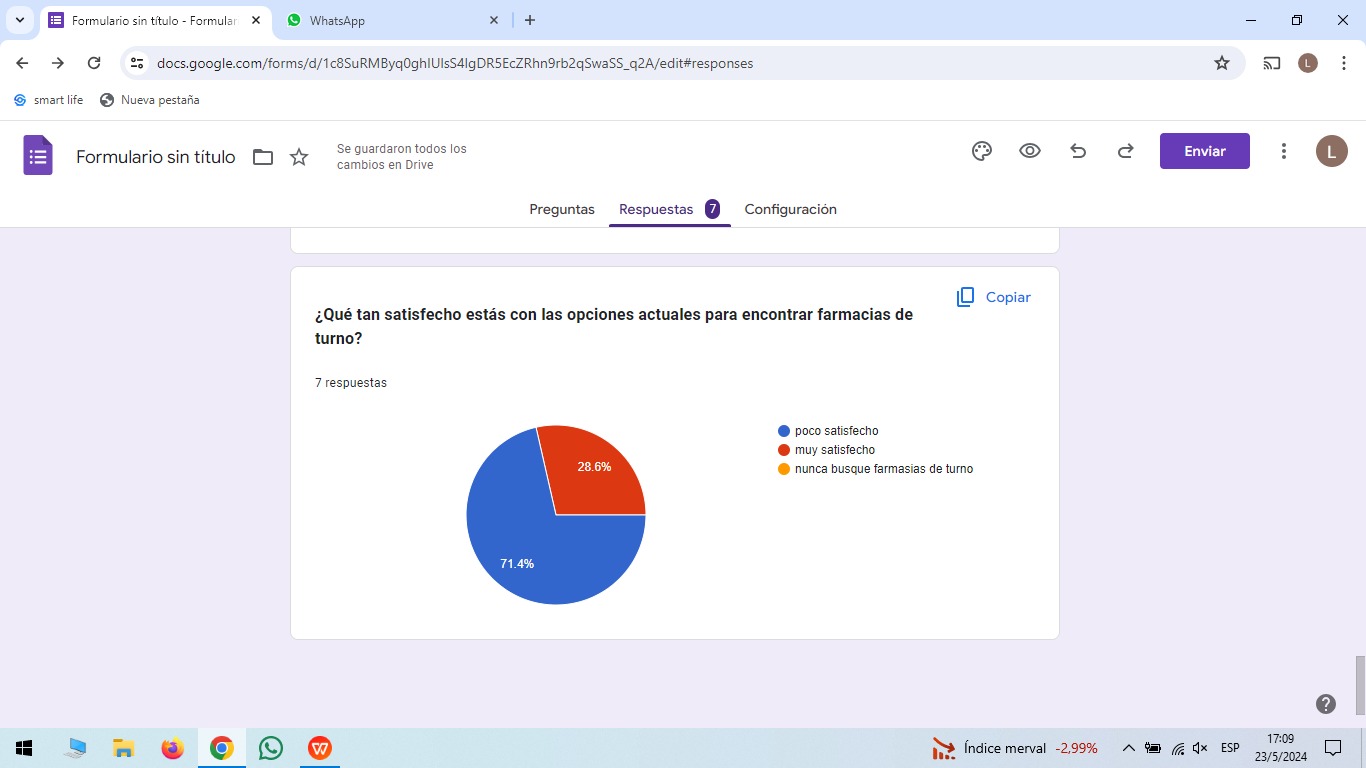 Formulario sin título - Formular
WhatsApp
docs.google.com/forms/d/1c8SuRMByq0ghlUlsS4IgDR5EcZRhn9rb2qSwaSS_q2A/edit#responses
L
smart life
Nueva pestaña
Formulario sin título
Se guardaron todos los
cambios en Drive
Enviar
L
Preguntas
Respuestas 7
Configuración
Copiar
¿Qué tan satisfecho estás con las opciones actuales para encontrar farmacias de
turno?
7 respuestas
28.6%
71.4%
poco satisfecho
muy satisfecho
nunca busque farmasias de turno
Índice merval -2,99%
ESP
17:09
23/5/2024